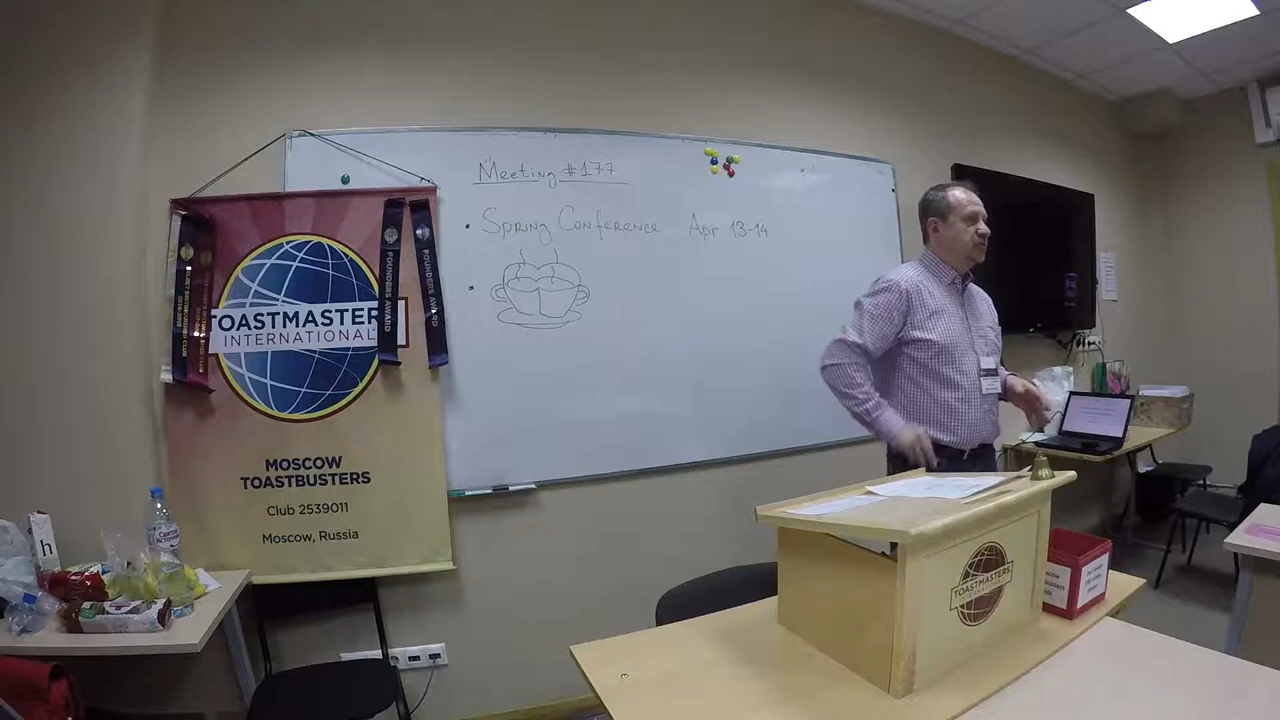 Meeting #177
• Spring Conference Apr 13-14
TOASTMASTERS
INTERNATIONAL
FOUNDERS AWARD
FOUNDERS AWARD
MOSCOW
TOASTBUSTERS
Club 2539011
Moscow, Russia
h
TOASTMASTERS
INTERNATIONAL